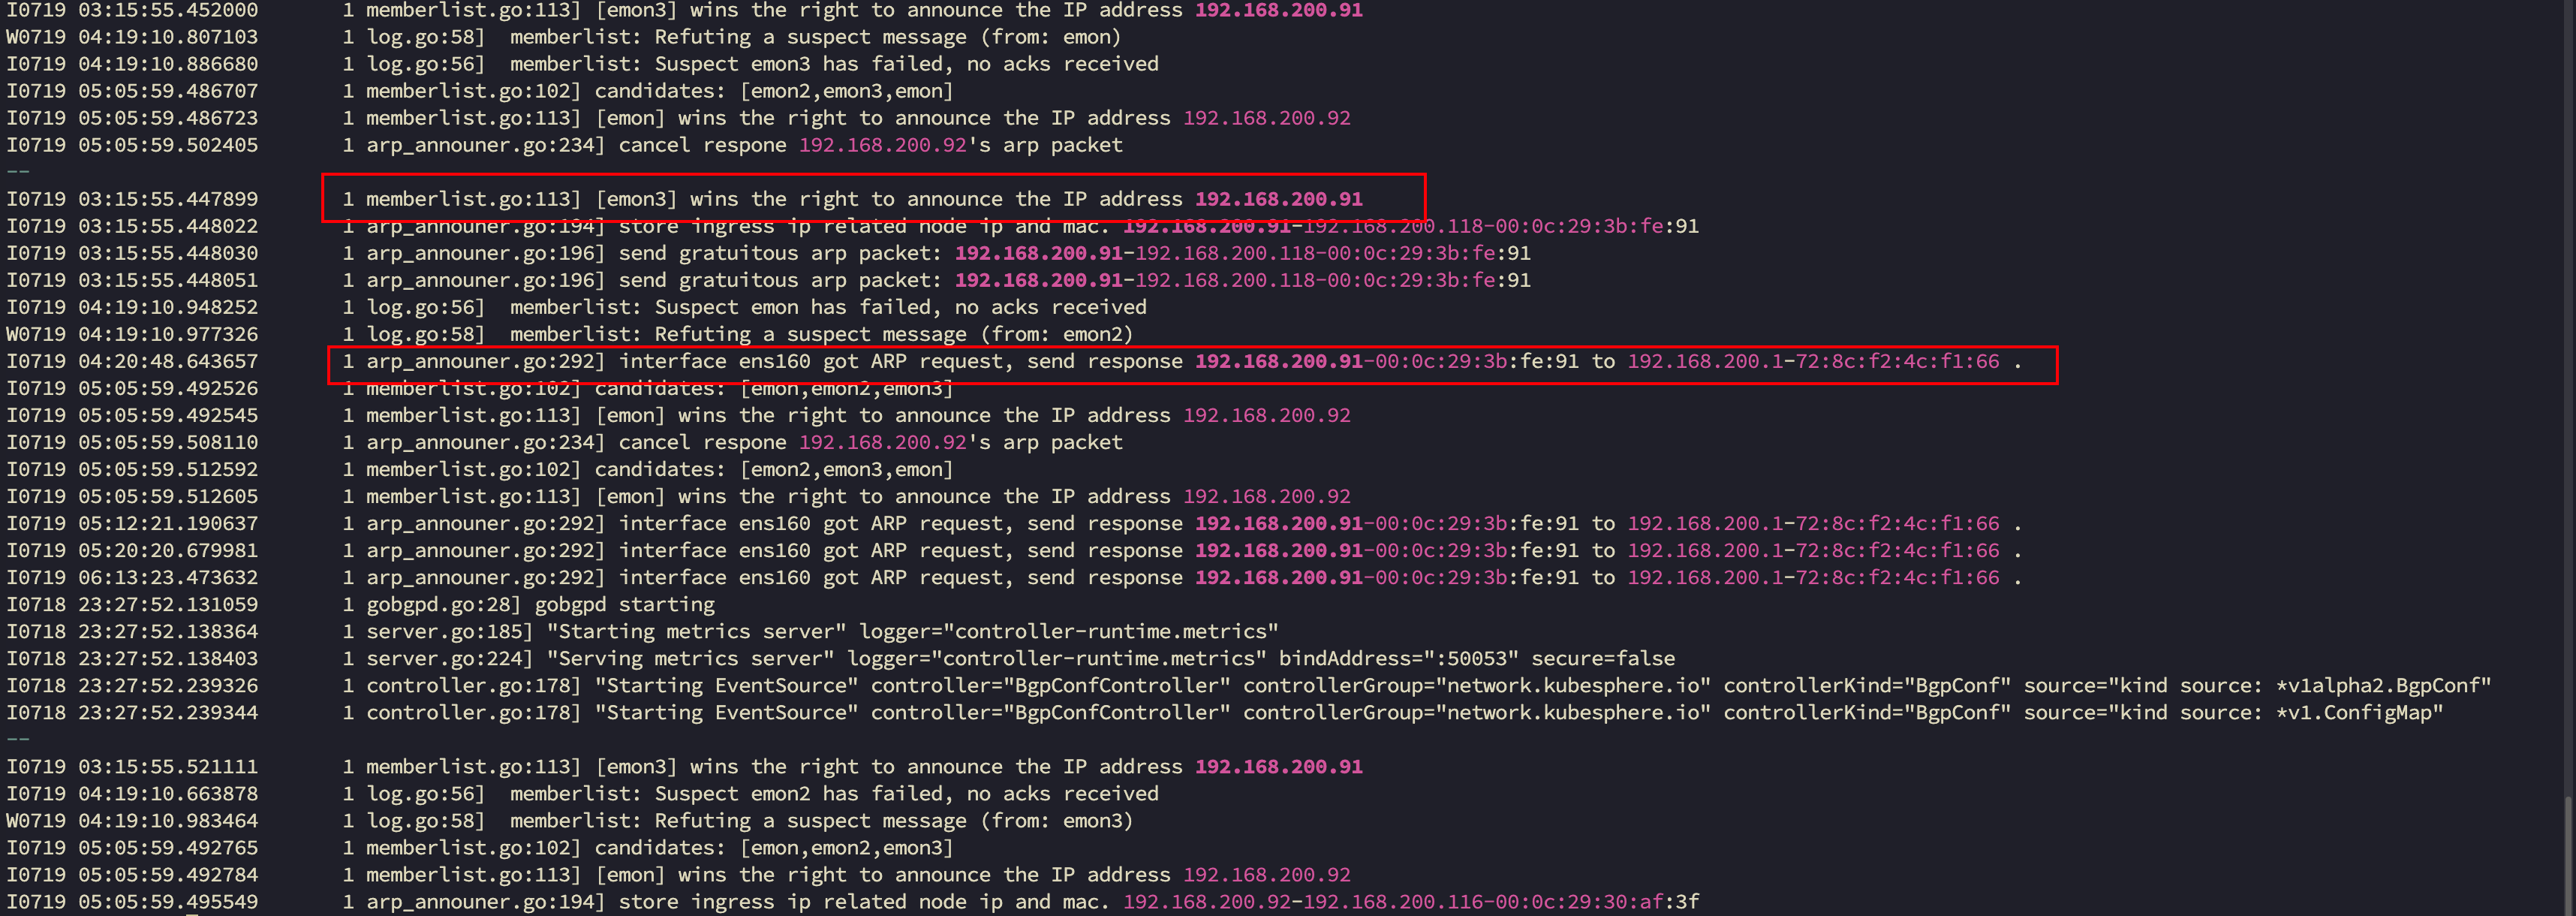 I0719 03:15:55.452000 1 memberlist.go:113] [emon3] wins the right to announce the IP address 192.168.200.91
W0719 04:19:10.807103 1 log.go:58] memberlist: Refuting a suspect message (from: emon)
I0719 04:19:10.886680 1 log.go:56] memberlist: Suspect emon3 has failed, no acks received
I0719 05:05:59.486707 1 memberlist.go:102] candidates: [emon2,emon3,emon]
I0719 05:05:59.486723 1 memberlist.go:113] [emon] wins the right to announce the IP address 192.168.200.92
I0719 05:05:59.502405 1 arp_announer.go:234] cancel respone 192.168.200.92's arp packet
--
I0719 03:15:55.447899 1 memberlist.go:113] [emon3] wins the right to announce the IP address 192.168.200.91
I0719 03:15:55.448022 1 arp_announer.go:194] store ingress ip related node ip and mac. 192.168.200.91-192.168.200.118-00:0c:29:3b:fe:91
I0719 03:15:55.448030 1 arp_announer.go:196] send gratuitous arp packet: 192.168.200.91-192.168.200.118-00:0c:29:3b:fe:91
I0719 03:15:55.448051 1 arp_announer.go:196] send gratuitous arp packet: 192.168.200.91-192.168.200.118-00:0c:29:3b:fe:91
I0719 04:19:10.948252 1 log.go:56] memberlist: Suspect emon has failed, no acks received
W0719 04:19:10.977326 1 log.go:58] memberlist: Refuting a suspect message (from: emon2)
I0719 04:20:48.643657 1 arp_announer.go:292] interface ens160 got ARP request, send response 192.168.200.91-00:0c:29:3b:fe:91 to 192.168.200.1-72:8c:f2:4c:f1:66 .
I0719 05:05:59.492526 1 memberlist.go:102] candidates: [emon,emon2,emon3]
I0719 05:05:59.492545 1 memberlist.go:113] [emon] wins the right to announce the IP address 192.168.200.92
I0719 05:05:59.508110 1 arp_announer.go:234] cancel respone 192.168.200.92's arp packet
I0719 05:05:59.512592 1 memberlist.go:102] candidates: [emon2,emon3,emon]
I0719 05:05:59.512605 1 memberlist.go:113] [emon] wins the right to announce the IP address 192.168.200.92
I0719 05:12:21.190637 1 arp_announer.go:292] interface ens160 got ARP request, send response 192.168.200.91-00:0c:29:3b:fe:91 to 192.168.200.1-72:8c:f2:4c:f1:66 .
I0719 05:20:20.679981 1 arp_announer.go:292] interface ens160 got ARP request, send response 192.168.200.91-00:0c:29:3b:fe:91 to 192.168.200.1-72:8c:f2:4c:f1:66 .
I0719 06:13:23.473632 1 arp_announer.go:292] interface ens160 got ARP request, send response 192.168.200.91-00:0c:29:3b:fe:91 to 192.168.200.1-72:8c:f2:4c:f1:66 .
I0718 23:27:52.131059 1 gobgpd.go:28] gobgpd starting
I0718 23:27:52.138364 1 server.go:185] "Starting metrics server" logger="controller-runtime.metrics"
I0718 23:27:52.138403 1 server.go:224] "Serving metrics server" logger="controller-runtime.metrics" bindAddress=":50053" secure=false
I0718 23:27:52.239326 1 controller.go:178] "Starting EventSource" controller="BgpConfController" controllerGroup="network.kubesphere.io" controllerKind="BgpConf" source="kind source: *v1alpha2.BgpConf"
I0718 23:27:52.239344 1 controller.go:178] "Starting EventSource" controller="BgpConfController" controllerGroup="network.kubesphere.io" controllerKind="BgpConf" source="kind source: *v1.ConfigMap"
--
I0719 03:15:55.521111 1 memberlist.go:113] [emon3] wins the right to announce the IP address 192.168.200.91
I0719 04:19:10.663878 1 log.go:56] memberlist: Suspect emon2 has failed, no acks received
W0719 04:19:10.983464 1 log.go:58] memberlist: Refuting a suspect message (from: emon3)
I0719 05:05:59.492765 1 memberlist.go:102] candidates: [emon,emon2,emon3]
I0719 05:05:59.492784 1 memberlist.go:113] [emon] wins the right to announce the IP address 192.168.200.92
I0719 05:05:59.495549 1 arp_announer.go:194] store ingress ip related node ip and mac. 192.168.200.92-192.168.200.116-00:0c:29:30:af:3f